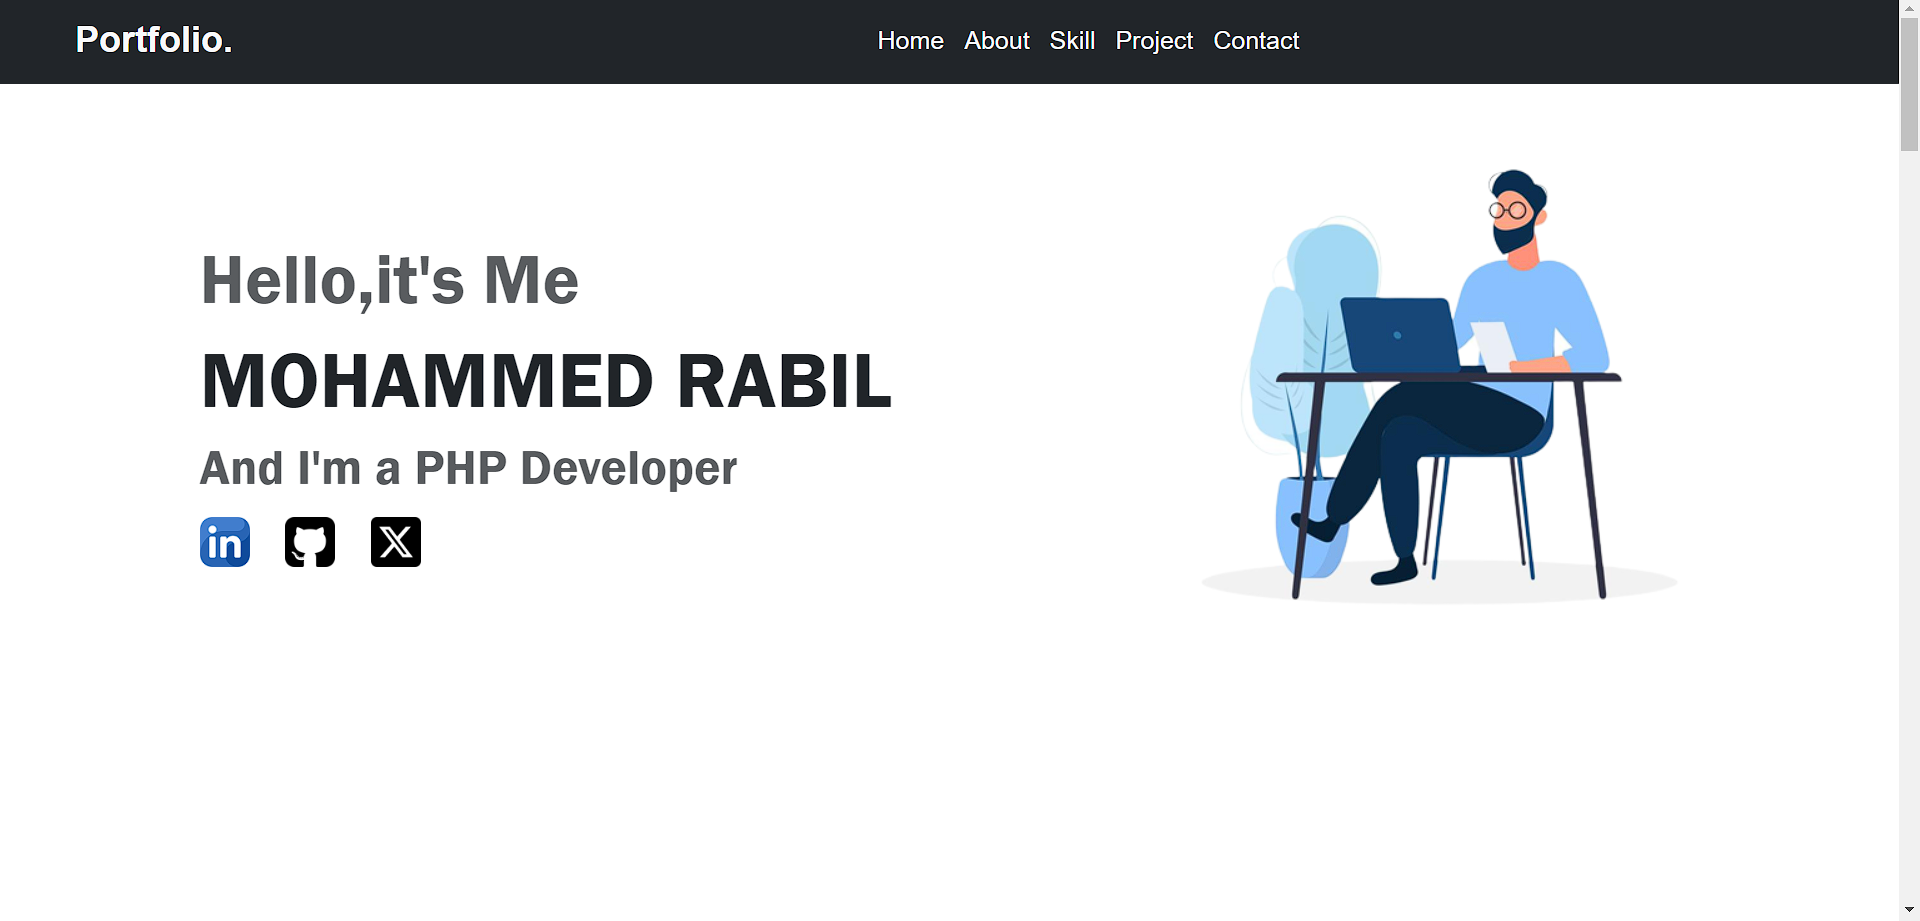 Portfolio.
Home About Skill Project Contact
Hello,it's Me
MOHAMMED RABIL
And I'm a PHP Developer
in
X